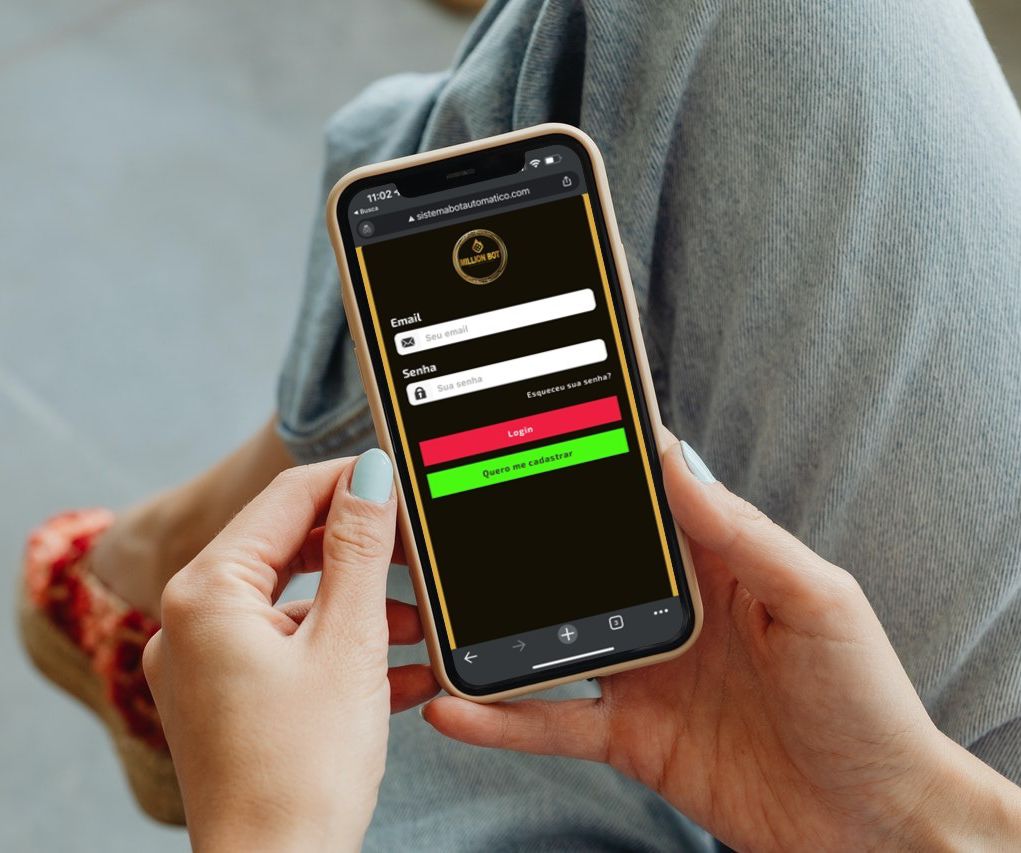 11:02
Busca
sistemabotautomatico.com
MILLION BOT
Email
Seu email
Senha
Sua senha
Esqueceu sua senha?
Login
Quero me cadastrar
3